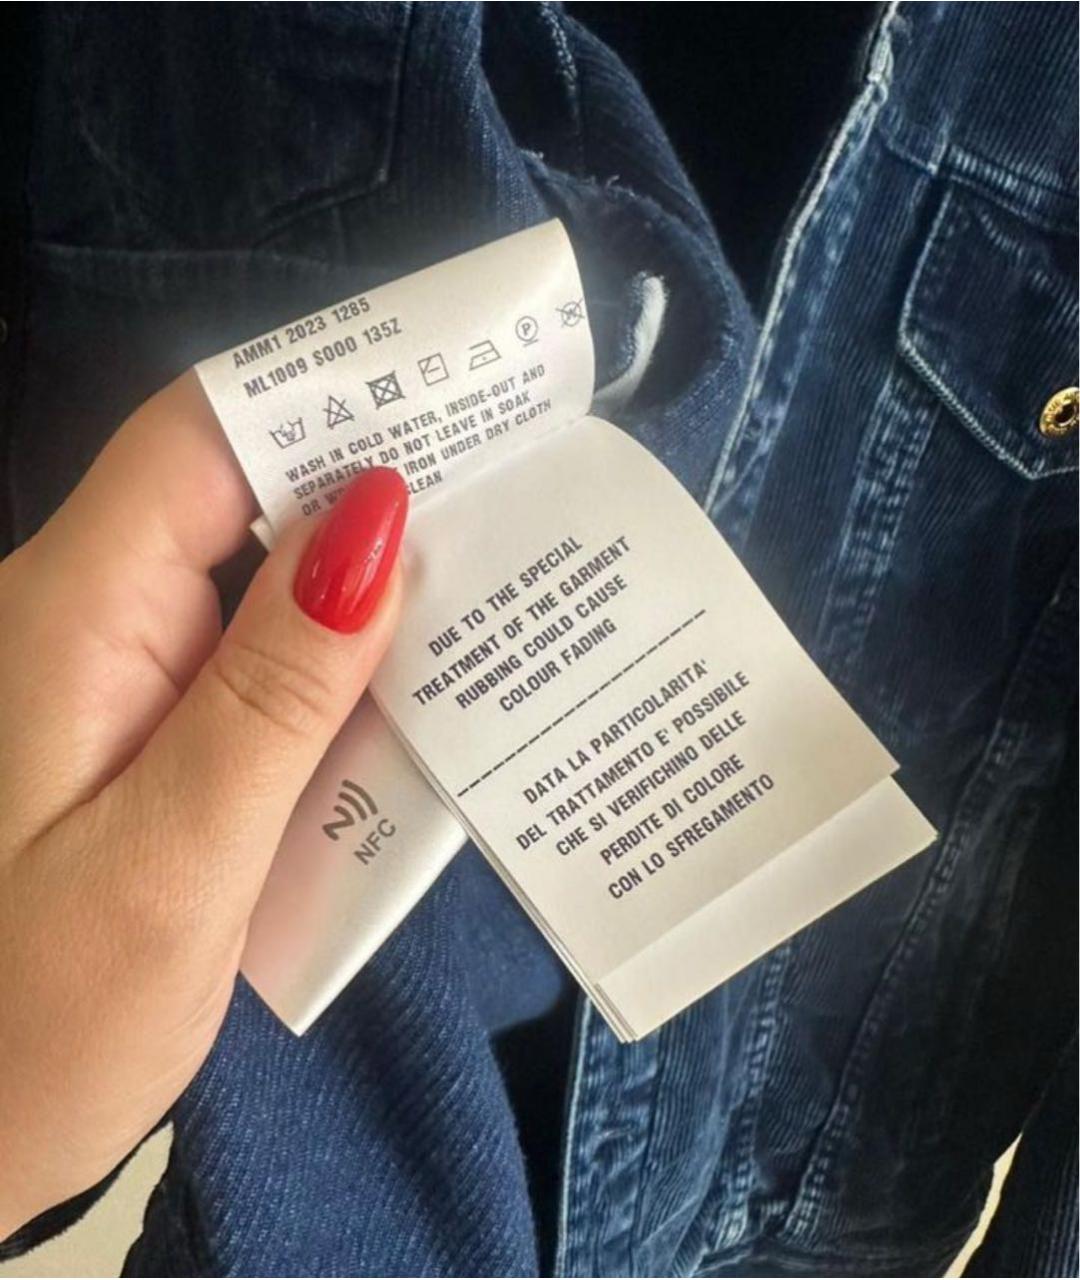 AMM1 2023 1285
ML1009 S000 135Z
P
W
WASH IN COLD WATER, INSIDE-OUT AND
SEPARATELY DO NOT LEAVE IN SOAK
OR IRON UNDER DRY CLOTH
DUE TO THE SPECIAL
TREATMENT OF THE GARMENT
RUBBING COULD CAUSE
COLOUR FADING
DATA LA PARTICOLARITA'
DEL TRATTAMENTO E' POSSIBILE
CHE SI VERIFICHINO DELLE
PERDITE DI COLORE
CON LO SFREGAMENTO
NFC